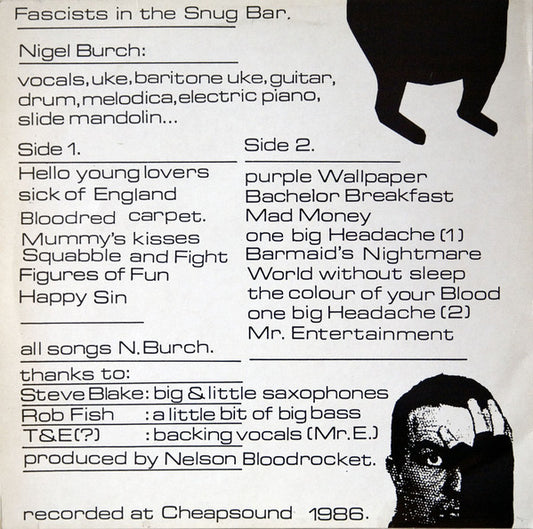 Fascists in the Snug Bar.
Nigel Burch:
vocals, uke, baritone uke, guitar,
drum, melodica, electric piano,
slide mandolin...
Side 1.
Hello young lovers
sick of England
Bloodred carpet.
Mummy's kisses
Squabble and Fight
Figures of Fun
Happy Sin
Side 2.
purple Wallpaper
Bachelor Breakfast
Mad Money
one big Headache (1)
Barmaid's Nightmare
World without sleep
the colour of your Blood
one big Headache (2)
Mr. Entertainment
all songs N. Burch.
thanks to:
Steve Blake: big & little saxophones
Rob Fish : a little bit of big bass
T&E(?) : backing vocals (Mr. E.)
produced by Nelson Bloodrocket.
recorded at Cheapsound 1986.